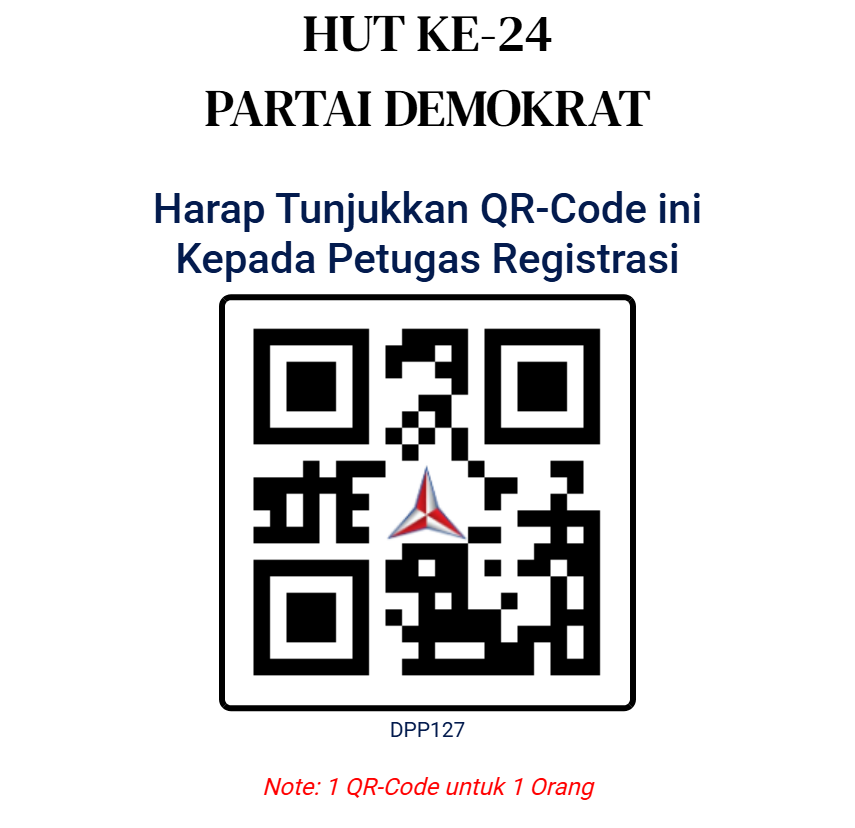 HUT KE-24
PARTAI DEMOKRAT
Harap Tunjukkan QR-Code ini
Kepada Petugas Registrasi
DPP127
Note: 1 QR-Code untuk 1 Orang